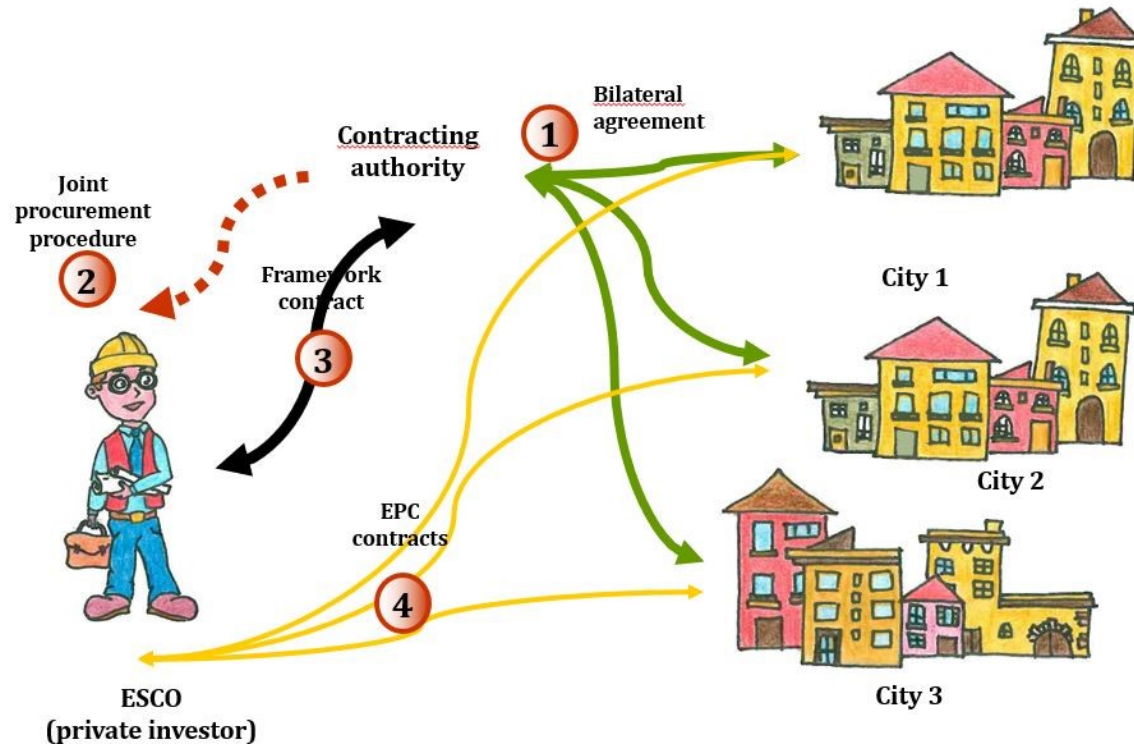 1
Bilateral
agreement
Contracting
authority
Joint
procurement
procedure
2
Framework
contract
3
City 1
City 2
EPC
contracts
4
City 3
ESCO
(private investor)